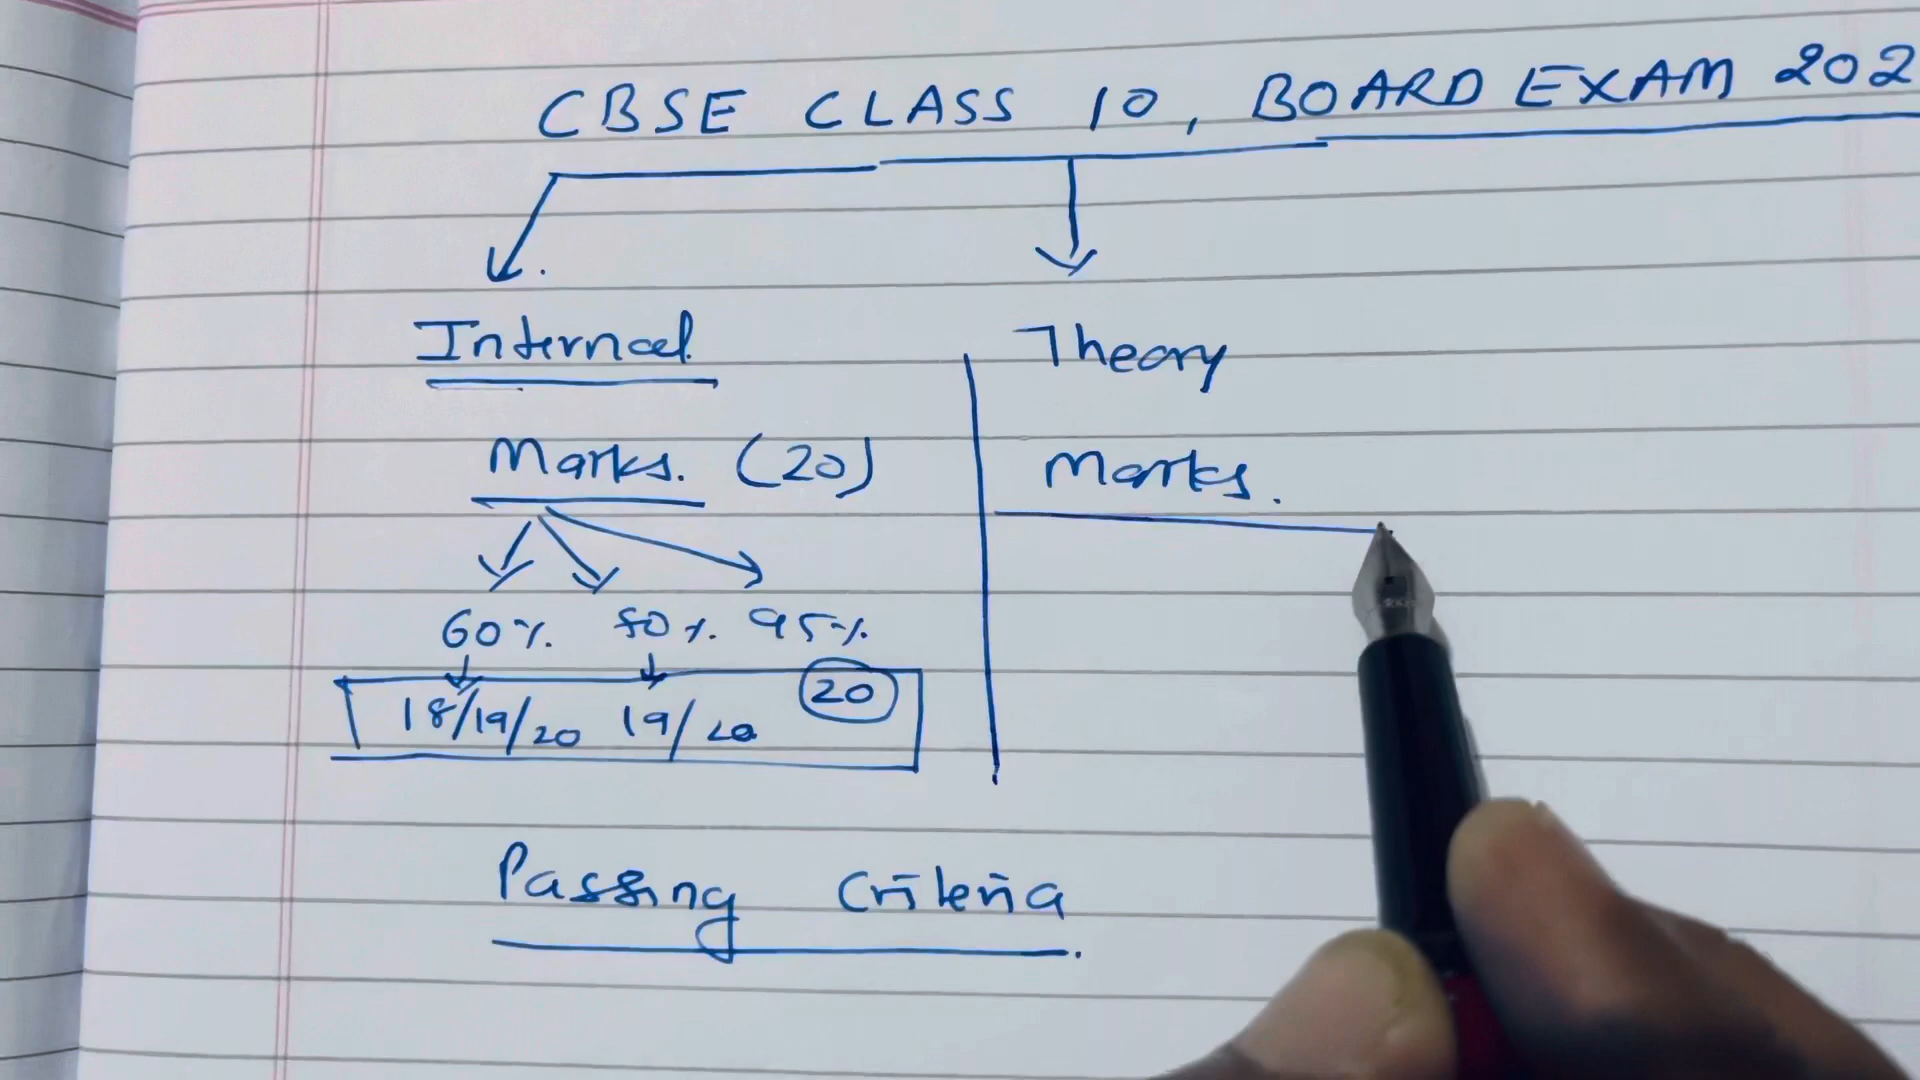 CBSE CLASS 10, BOARD EXAM 202
Internal Theory
Marks. (20) Marks.
60% 80% 95%
18/19/20 19/20 20
Passing Criteria.